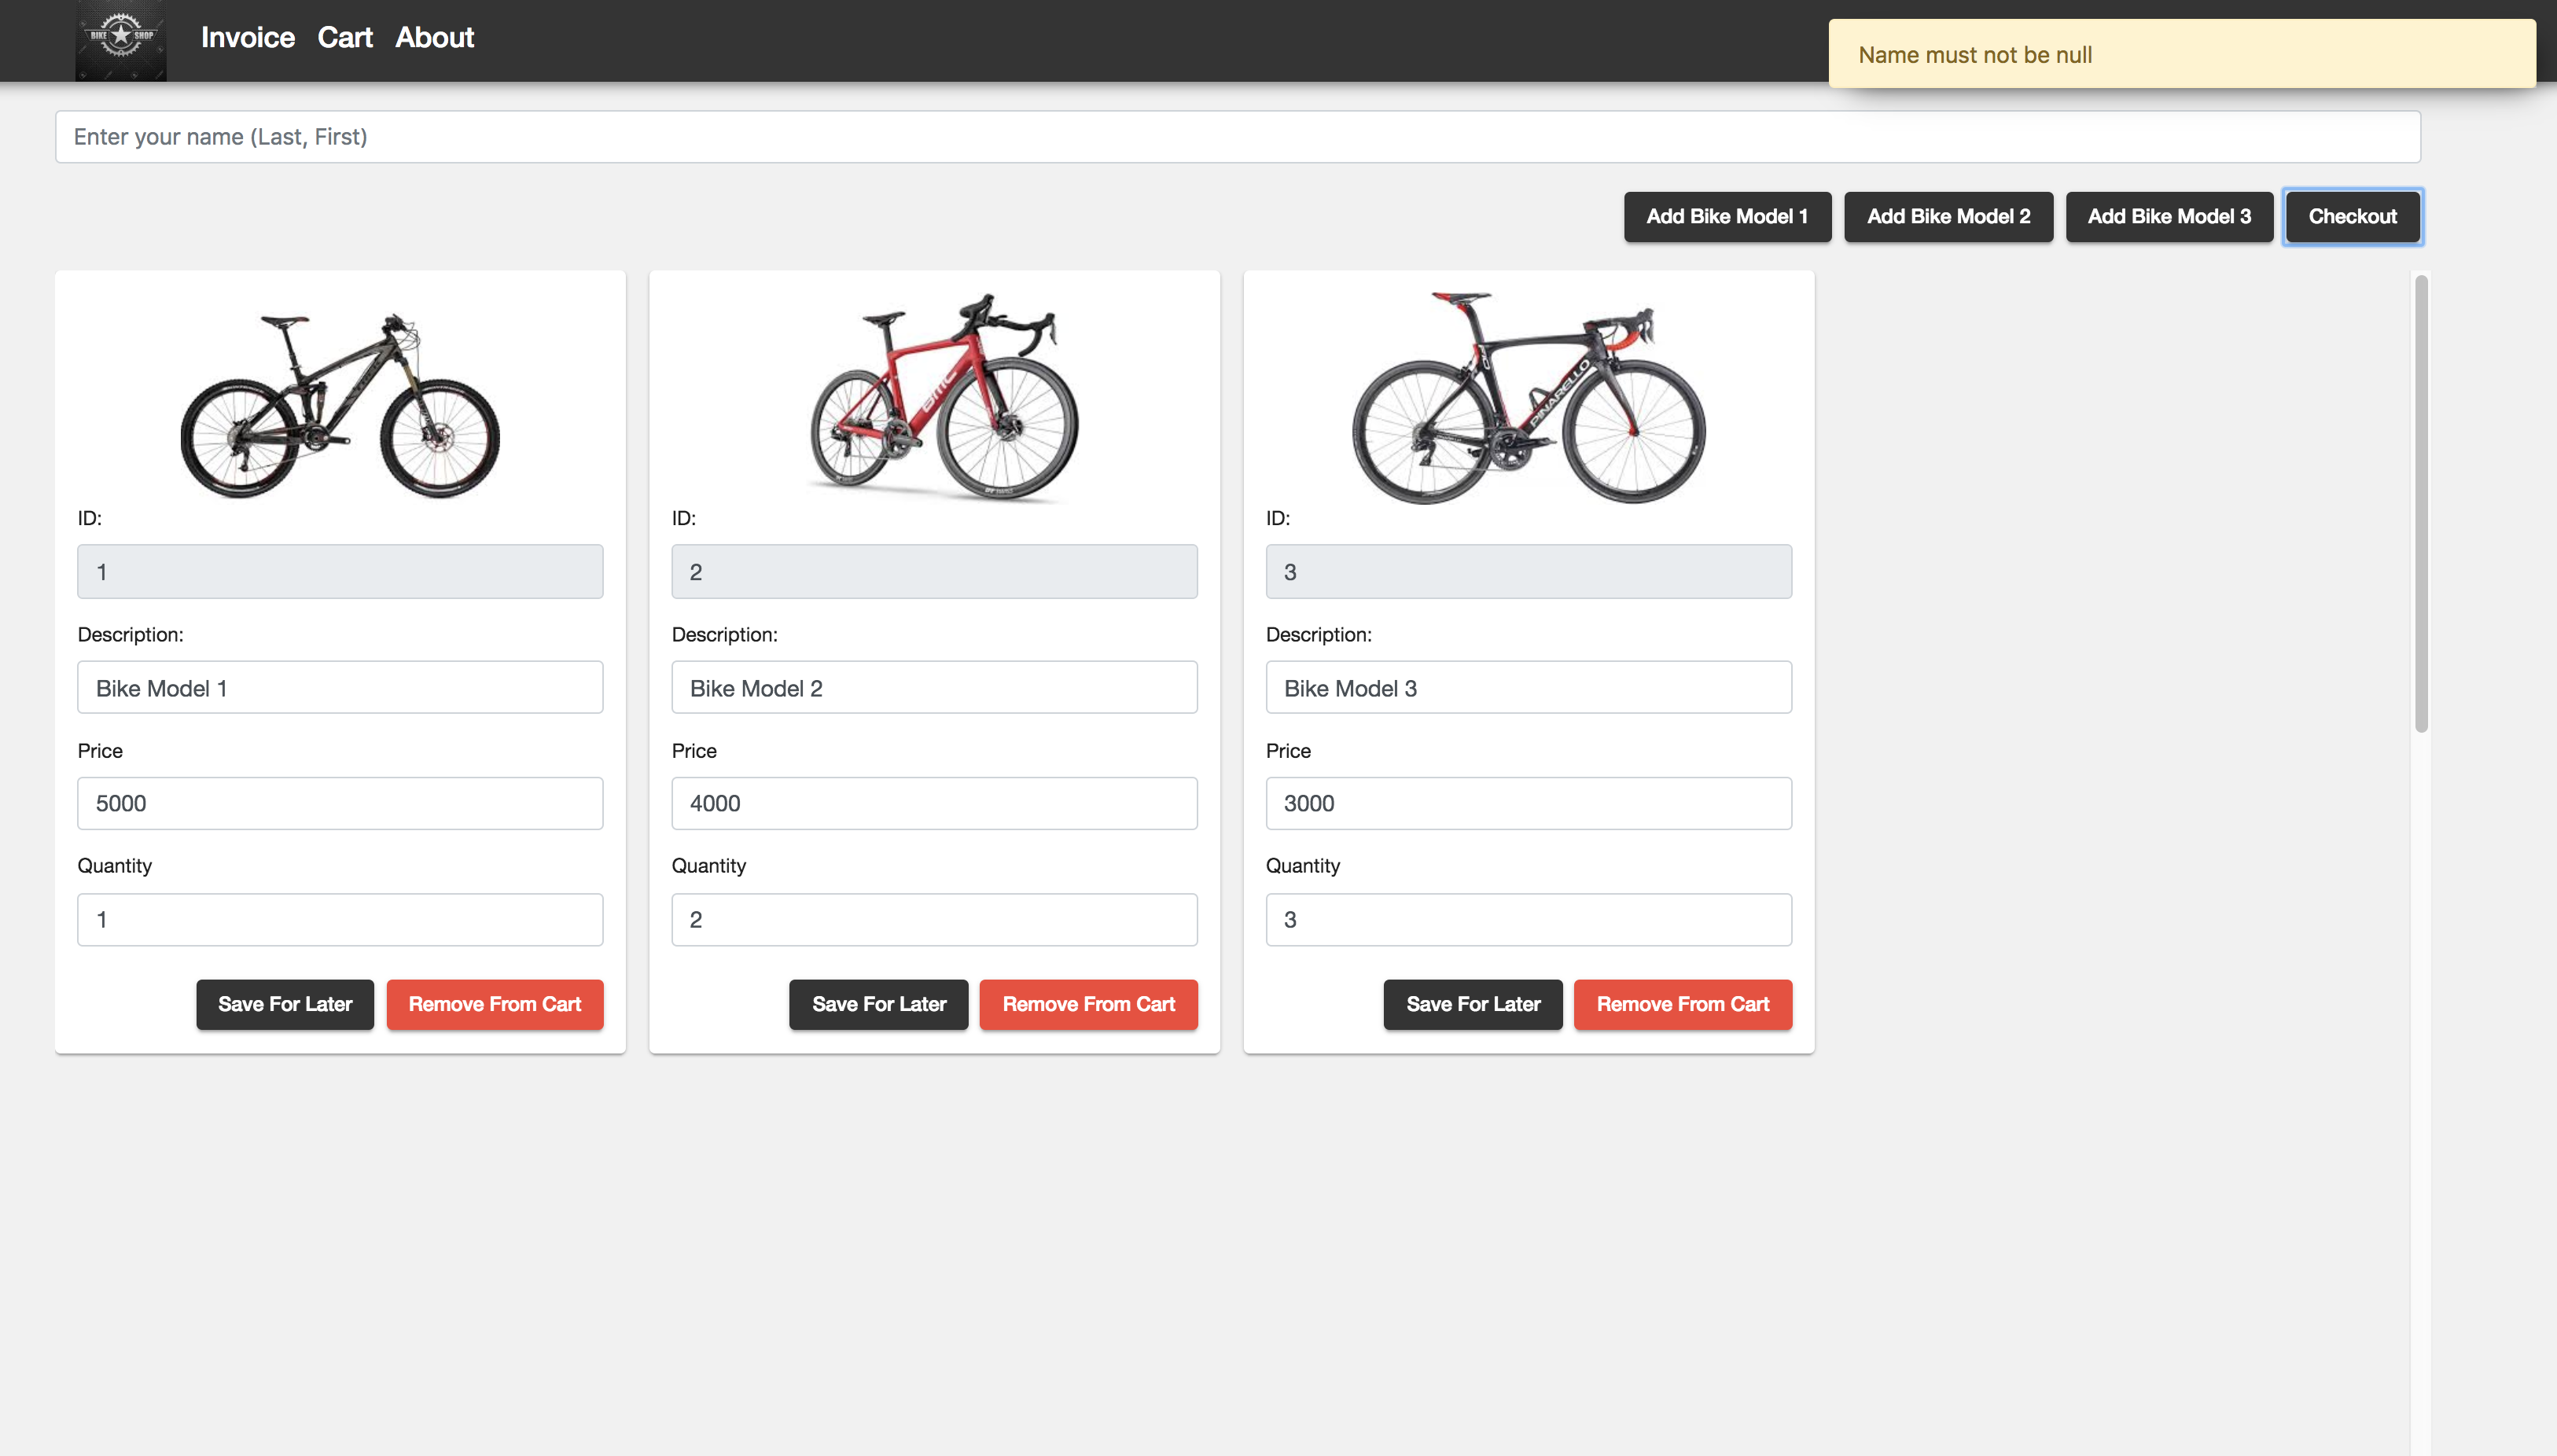 BIKE SHOP
Invoice Cart About
Name must not be null
Enter your name (Last, First)
Add Bike Model 1 Add Bike Model 2 Add Bike Model 3 Checkout
BMC
PINARELLO
ID: ID: ID:
1 2 3
Description: Description: Description:
Bike Model 1 Bike Model 2 Bike Model 3
Price Price Price
5000 4000 3000
Quantity Quantity Quantity
1 2 3
Save For Later Remove From Cart Save For Later Remove From Cart Save For Later Remove From Cart